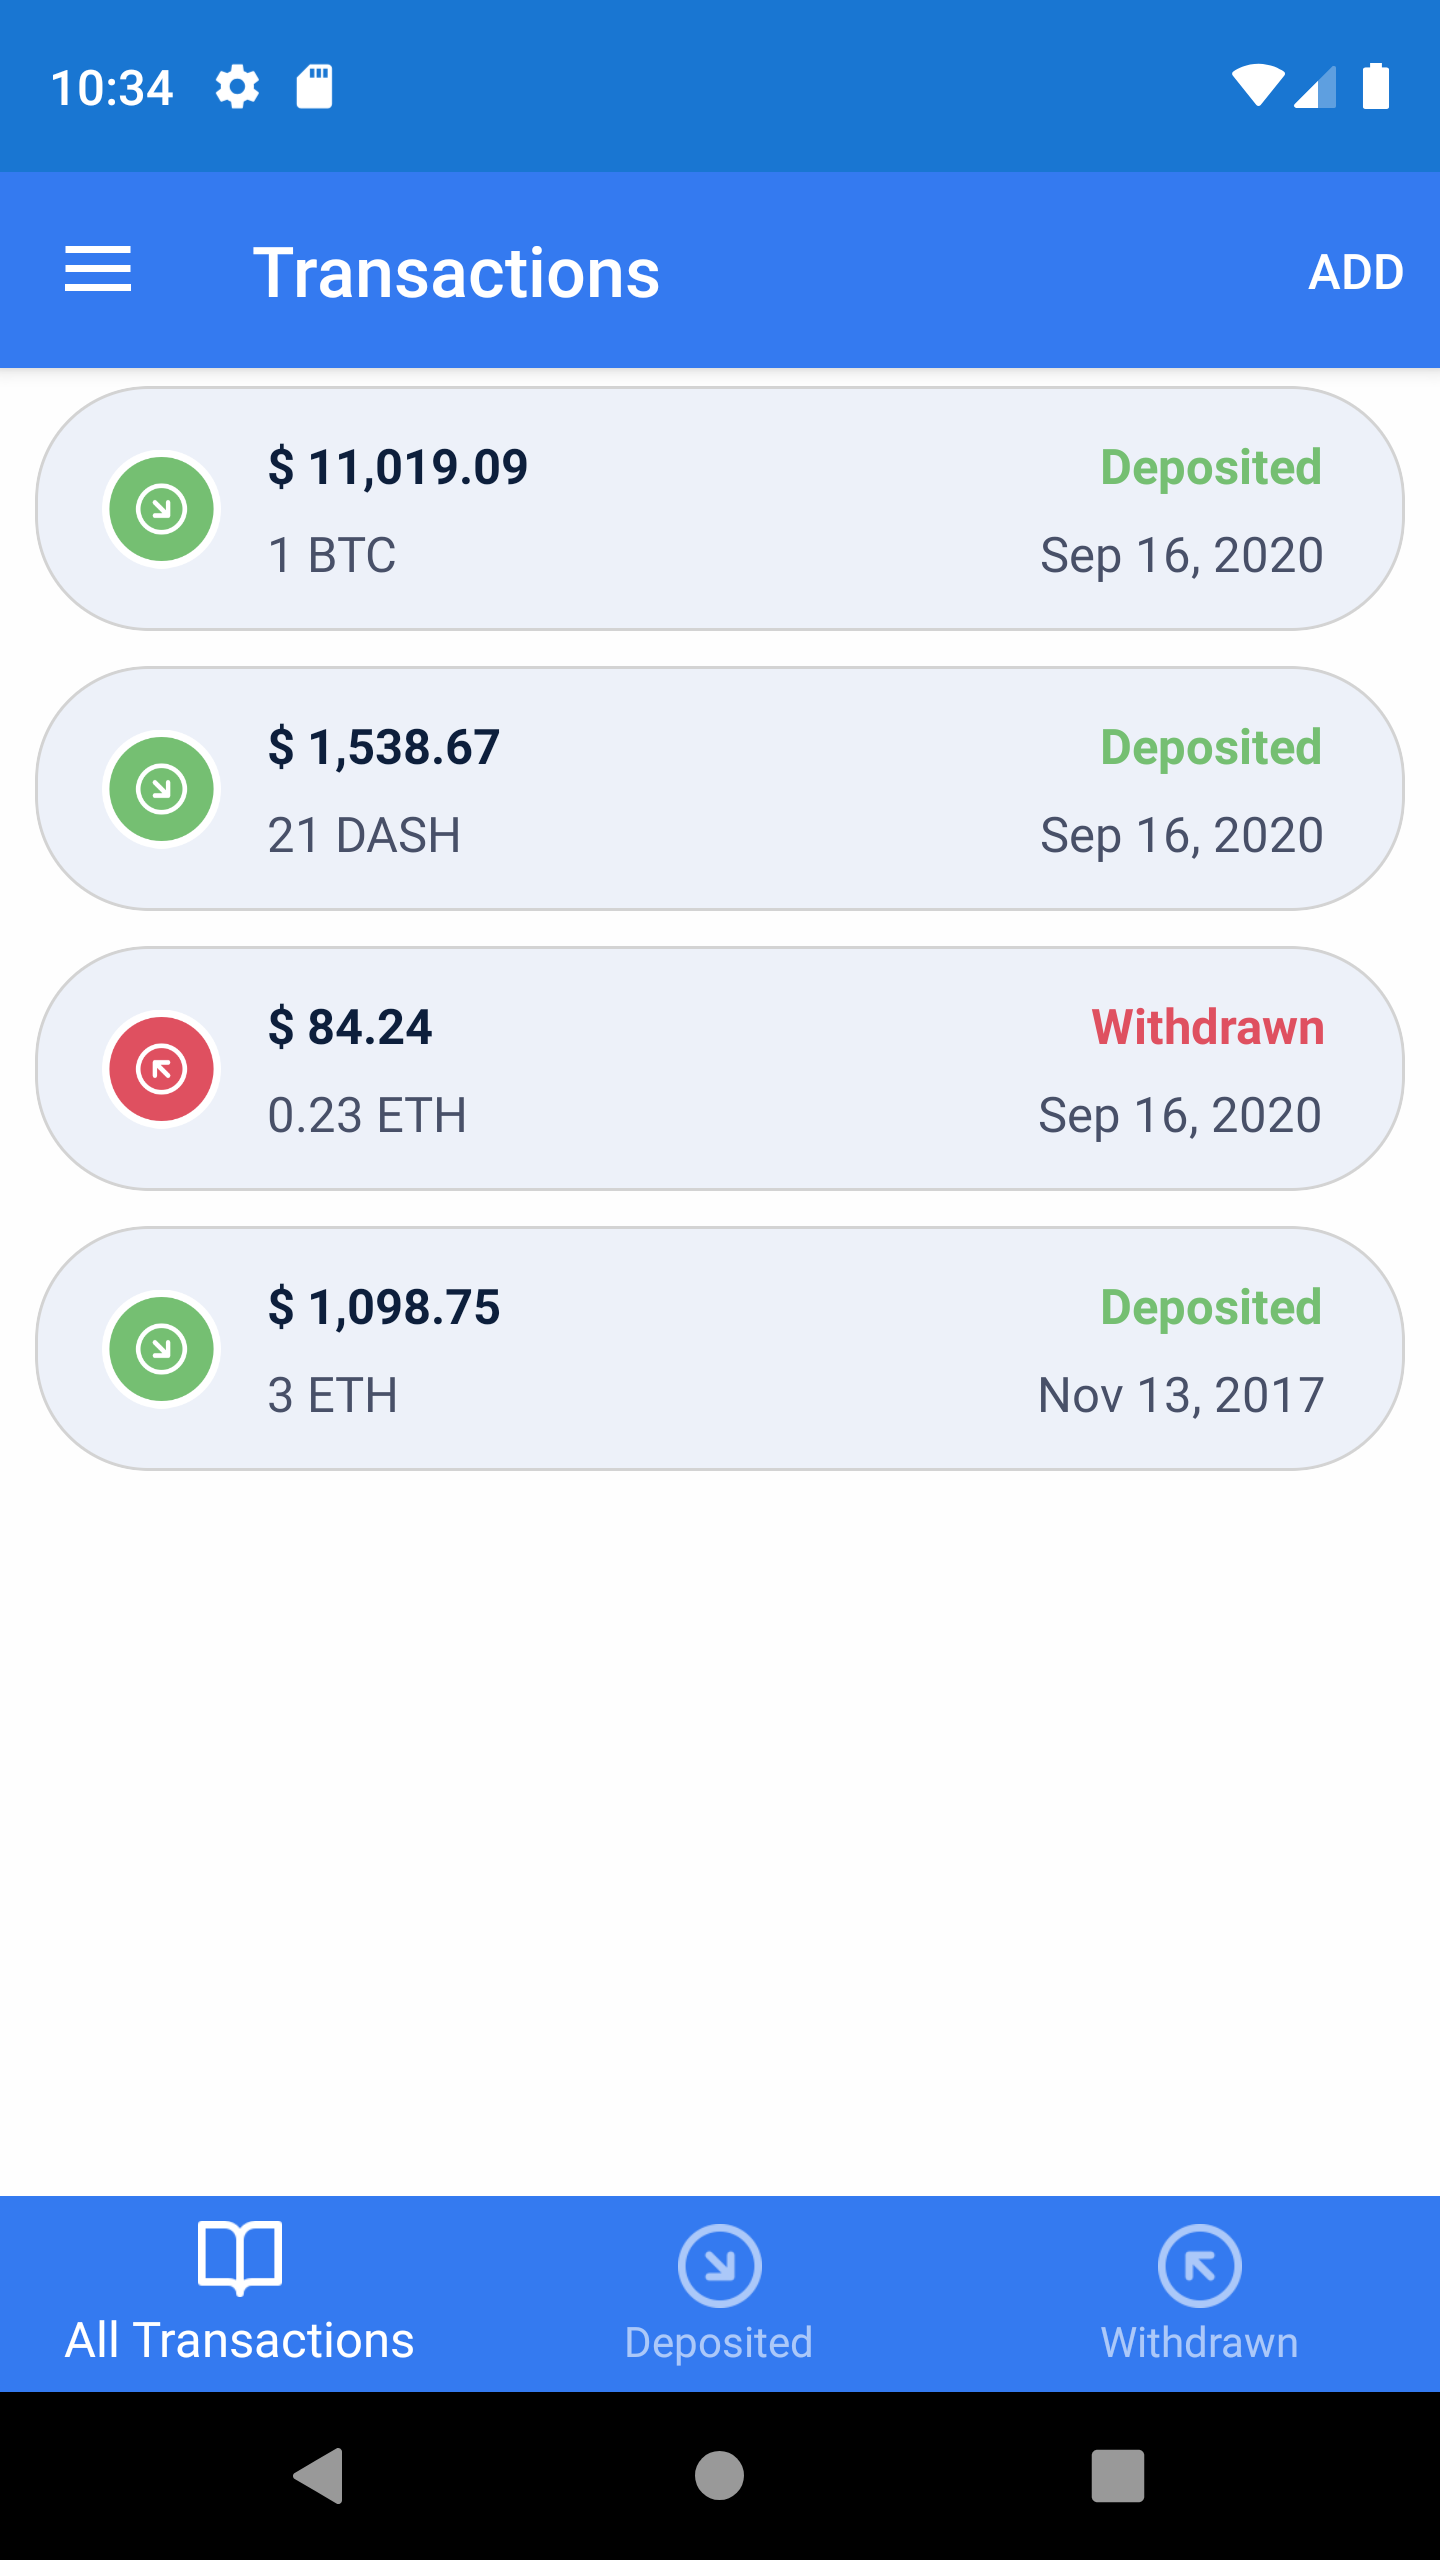 10:34
Transactions
ADD
$ 11,019.09
Deposited
1 BTC
Sep 16, 2020
$ 1,538.67
Deposited
21 DASH
Sep 16, 2020
$ 84.24
Withdrawn
0.23 ETH
Sep 16, 2020
$ 1,098.75
Deposited
3 ETH
Nov 13, 2017
All Transactions
Deposited
Withdrawn